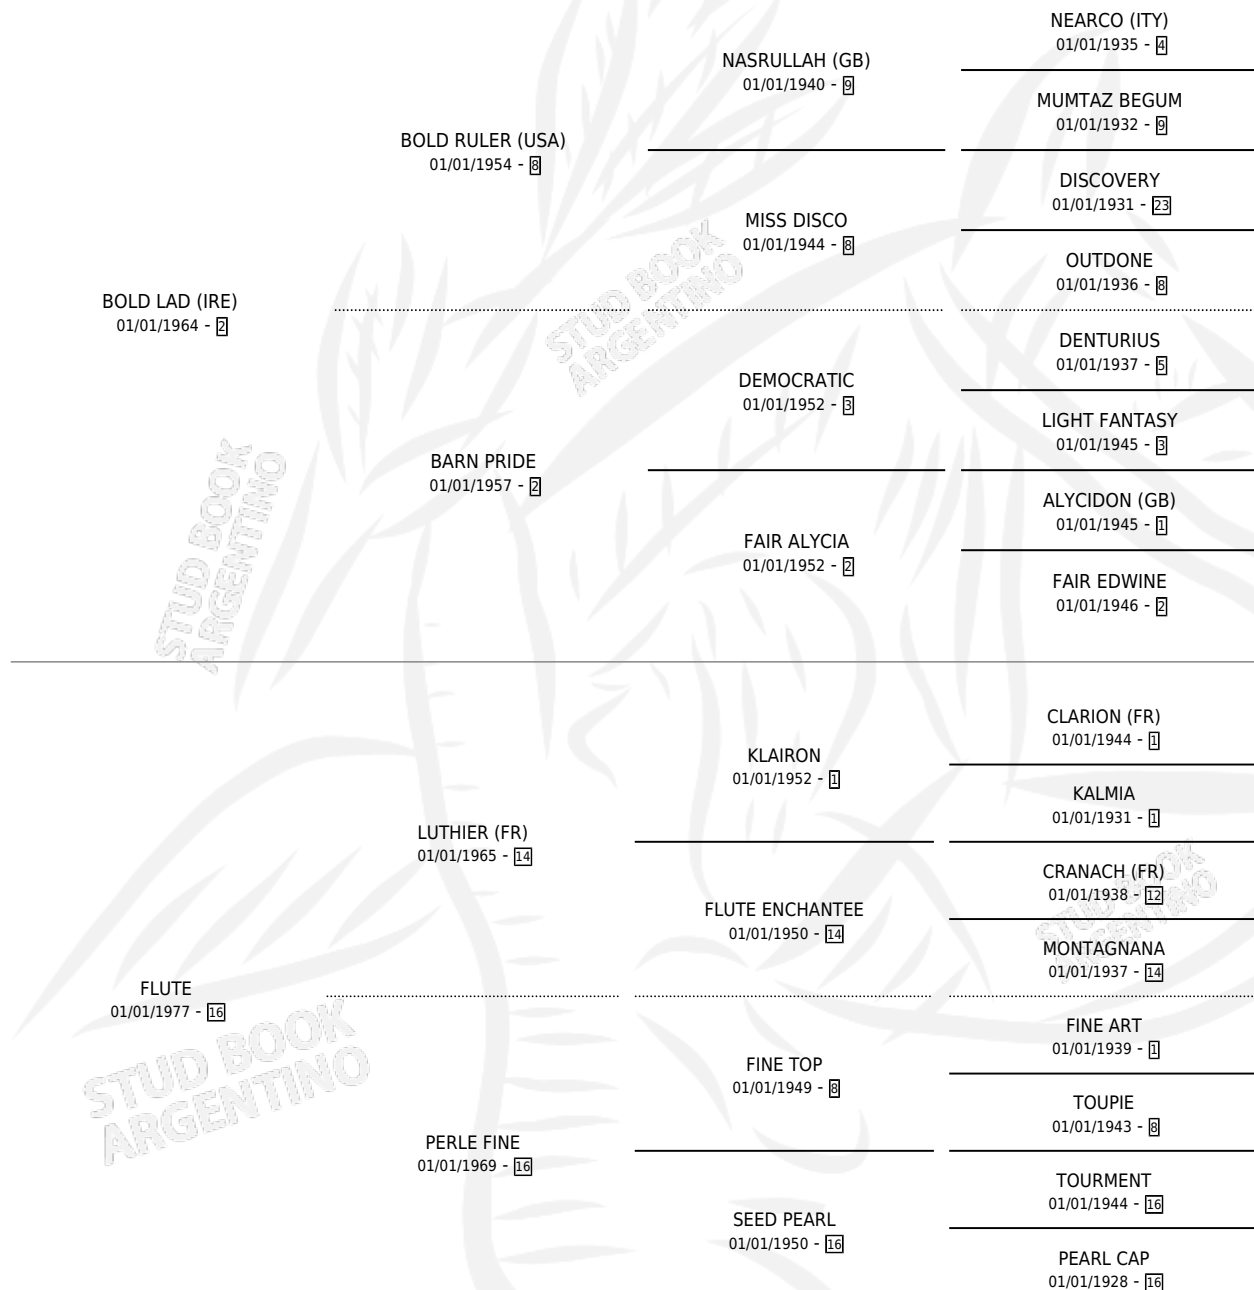 NEARCO (ITY)
01/01/1935 - 4
NASRULLAH (GB)
01/01/1940 - 9
MUMTAZ BEGUM
01/01/1932 - 9
BOLD RULER (USA)
01/01/1954 - 8
DISCOVERY
01/01/1931 - 23
MISS DISCO
01/01/1944 - 8
OUTDONE
01/01/1936 - 8
BOLD LAD (IRE)
01/01/1964 - 2
DENTURIUS
01/01/1937 - 5
DEMOCRATIC
01/01/1952 - 3
LIGHT FANTASY
01/01/1945 - 3
BARN PRIDE
01/01/1957 - 2
ALYCIDON (GB)
01/01/1945 - 1
FAIR ALYCIA
01/01/1952 - 2
FAIR EDWINE
01/01/1946 - 2
CLARION (FR)
01/01/1944 - 1
KLAIRON
01/01/1952 - 1
KALMIA
01/01/1931 - 1
LUTHIER (FR)
01/01/1965 - 14
CRANACH (FR)
01/01/1938 - 12
FLUTE ENCHANTEE
01/01/1950 - 14
MONTAGNANA
01/01/1937 - 14
FLUTE
01/01/1977 - 16
FINE ART
01/01/1939 - 1
FINE TOP
01/01/1949 - 8
TOUPIE
01/01/1943 - 8
PERLE FINE
01/01/1969 - 16
TOURMENT
01/01/1944 - 16
SEED PEARL
01/01/1950 - 16
PEARL CAP
01/01/1928 - 16
STUD BOOK
ARGENTINO
STUD BOOK
ARGENTINO
STUD BOOK
ARGENTINO
STUD BOOK
ARGENTINO